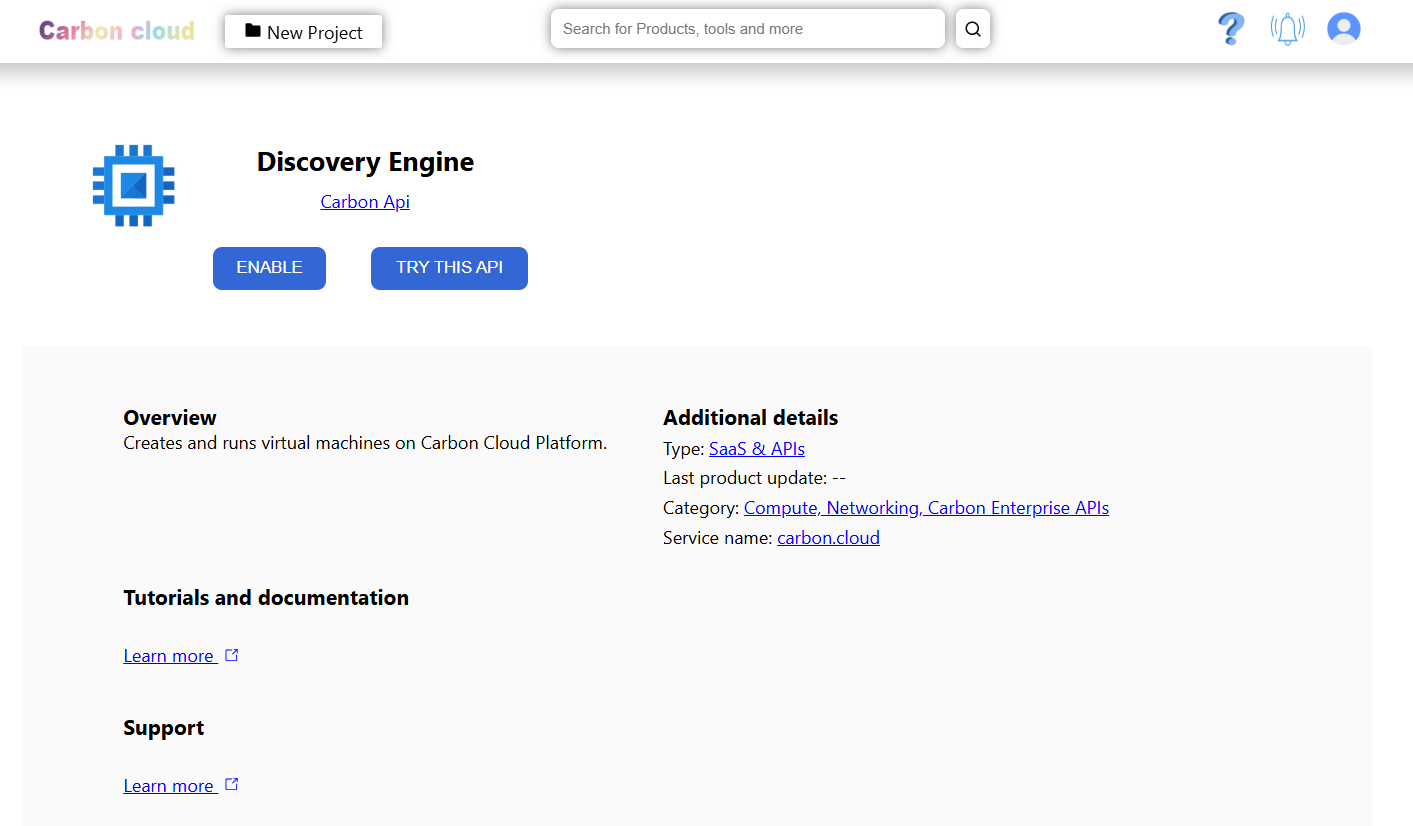 Carbon cloud
New Project
Search for Products, tools and more
Discovery Engine
Carbon Api
ENABLE
TRY THIS API
Overview
Creates and runs virtual machines on Carbon Cloud Platform.
Additional details
Type: SaaS & APIs
Last product update: --
Category: Compute, Networking, Carbon Enterprise APIs
Service name: carbon.cloud
Tutorials and documentation
Learn more
Support
Learn more